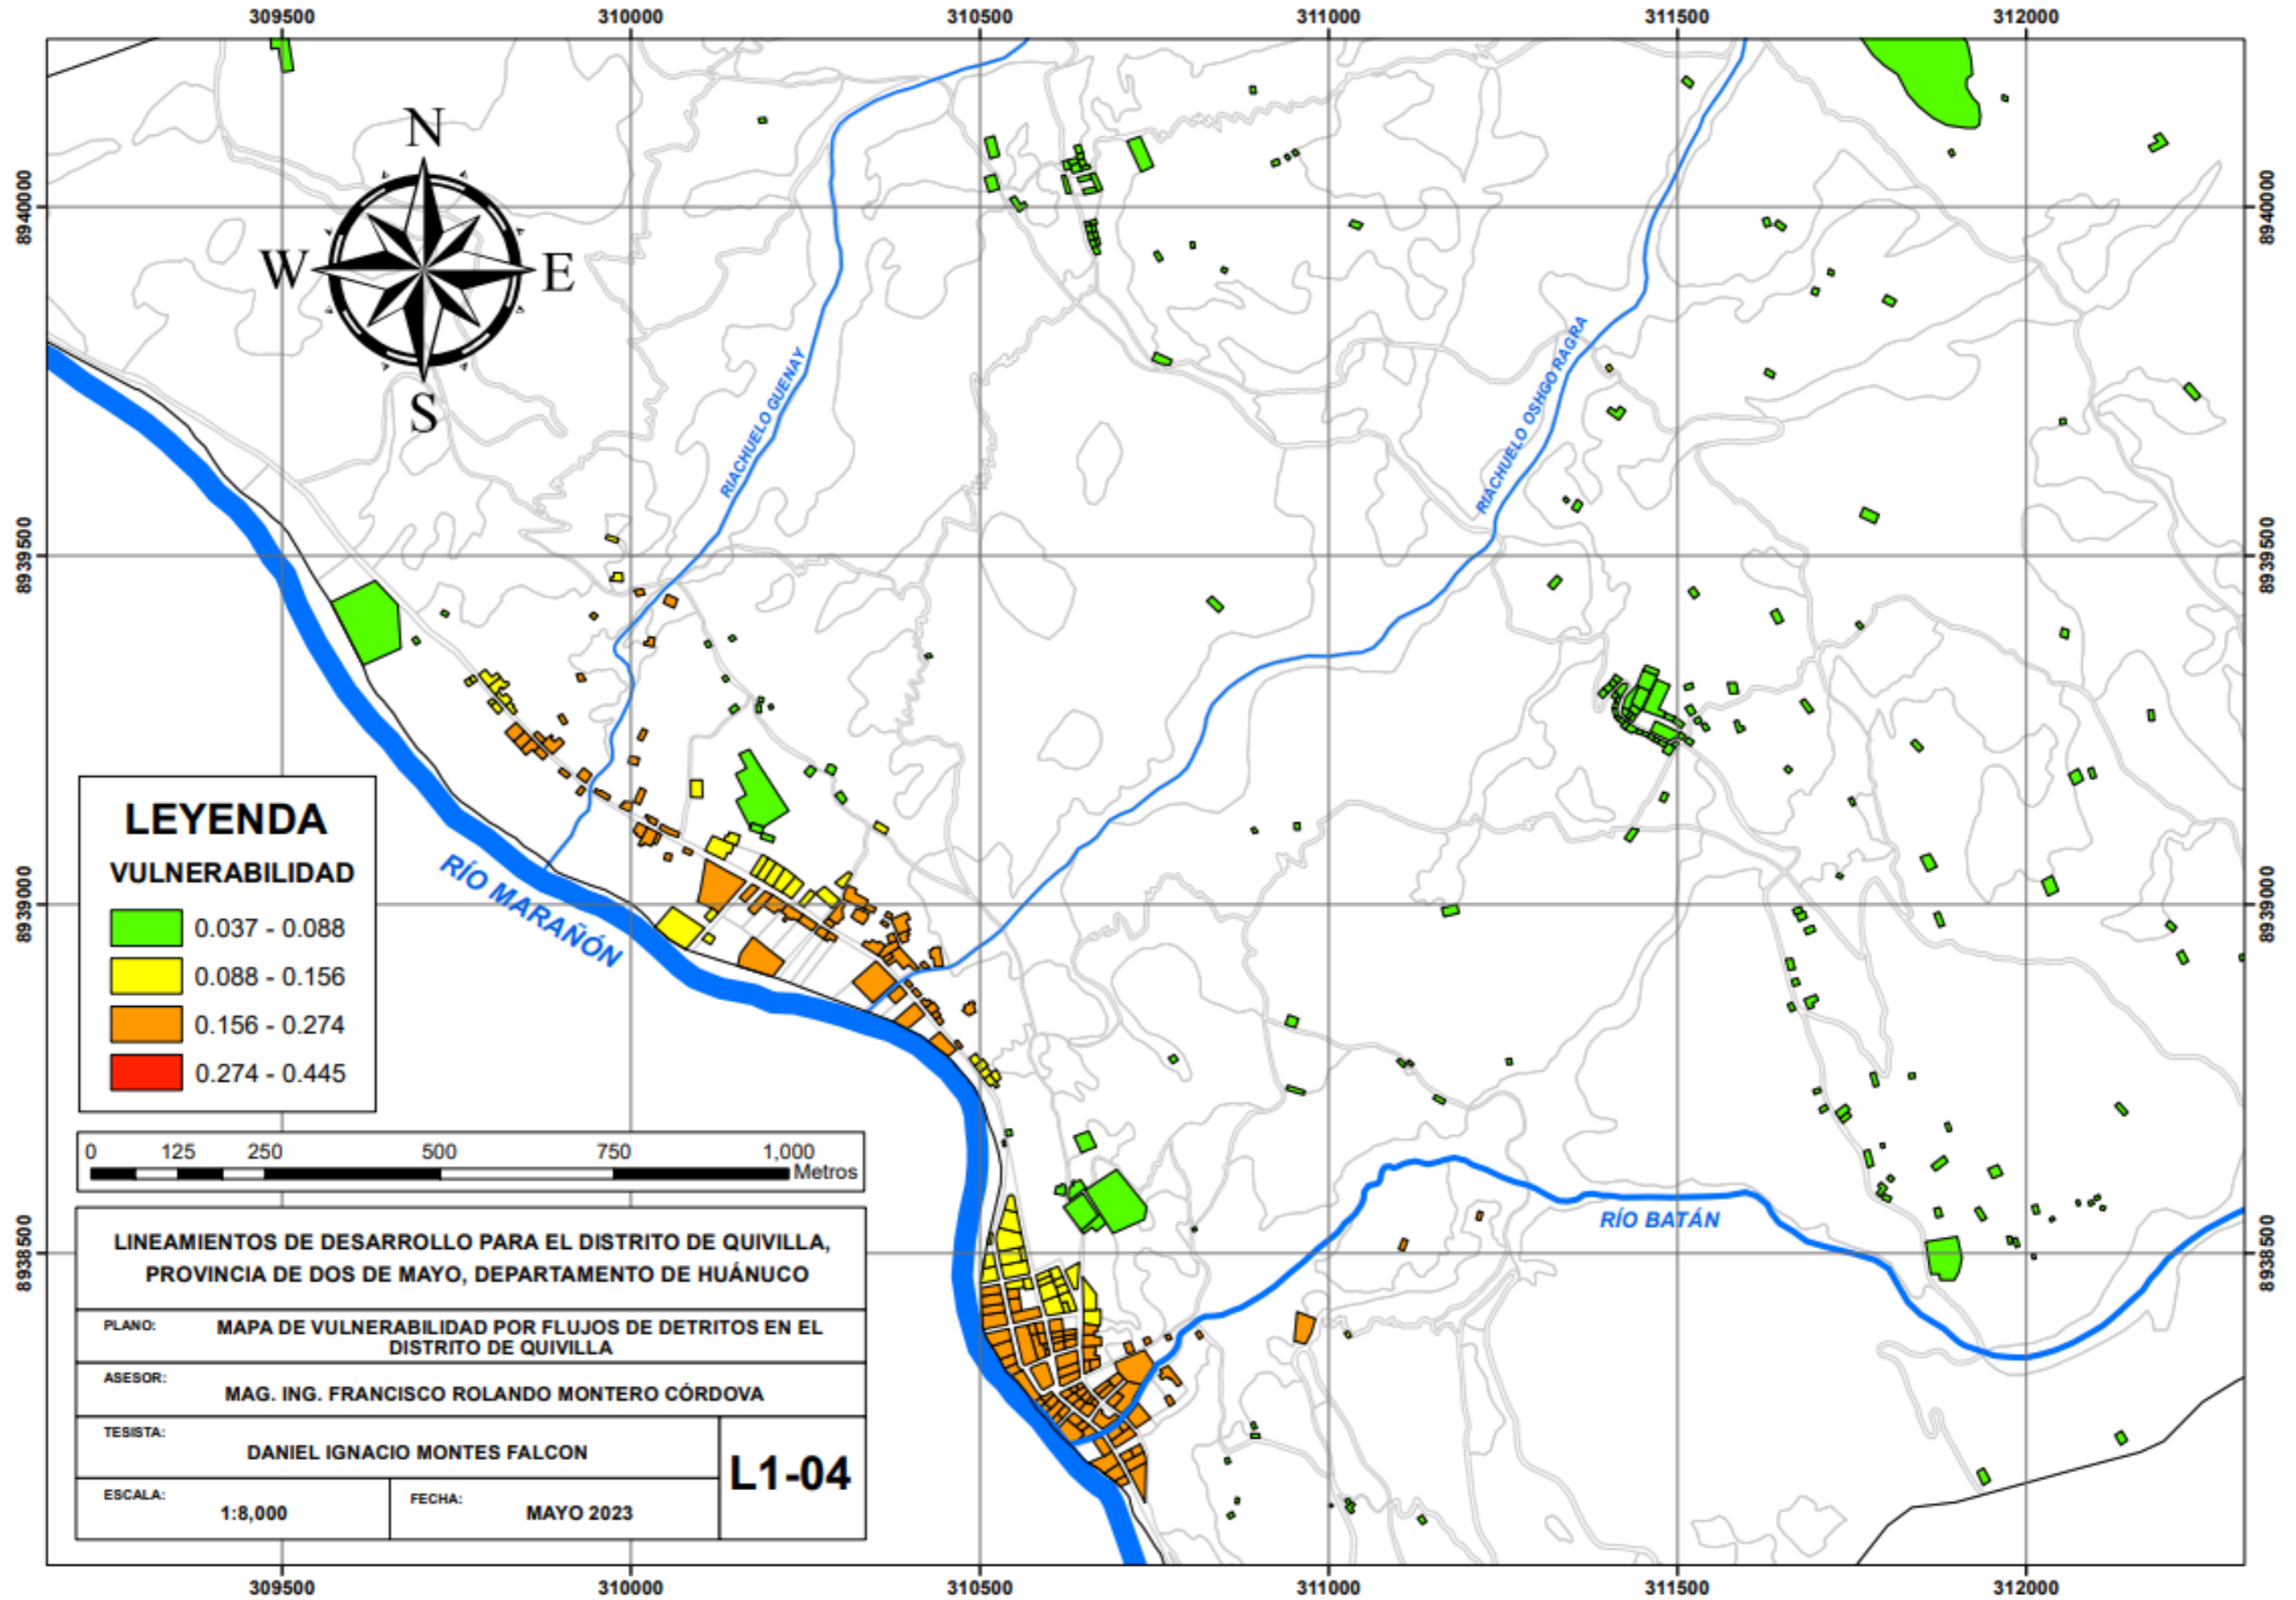 309500 310000 310500 311000 311500 312000
N
W E
S
8940000 8940000
RIACHUELO GUENAY
RIACHUELO OSHGO RAGRA
8939500 8939500
LEYENDA
VULNERABILIDAD
0.037 - 0.088
0.088 - 0.156
0.156 - 0.274
0.274 - 0.445
RÍO MARAÑÓN
8939000 8939000
0 125 250 500 750 1,000
Metros
RÍO BATÁN
8938500 8938500
LINEAMIENTOS DE DESARROLLO PARA EL DISTRITO DE QUIVILLA,
PROVINCIA DE DOS DE MAYO, DEPARTAMENTO DE HUÁNUCO
PLANO: MAPA DE VULNERABILIDAD POR FLUJOS DE DETRITOS EN EL
DISTRITO DE QUIVILLA
ASESOR:
MAG. ING. FRANCISCO ROLANDO MONTERO CÓRDOVA
TESISTA:
DANIEL IGNACIO MONTES FALCON
L1-04
ESCALA:
1:8,000
FECHA:
MAYO 2023
309500 310000 310500 311000 311500 312000